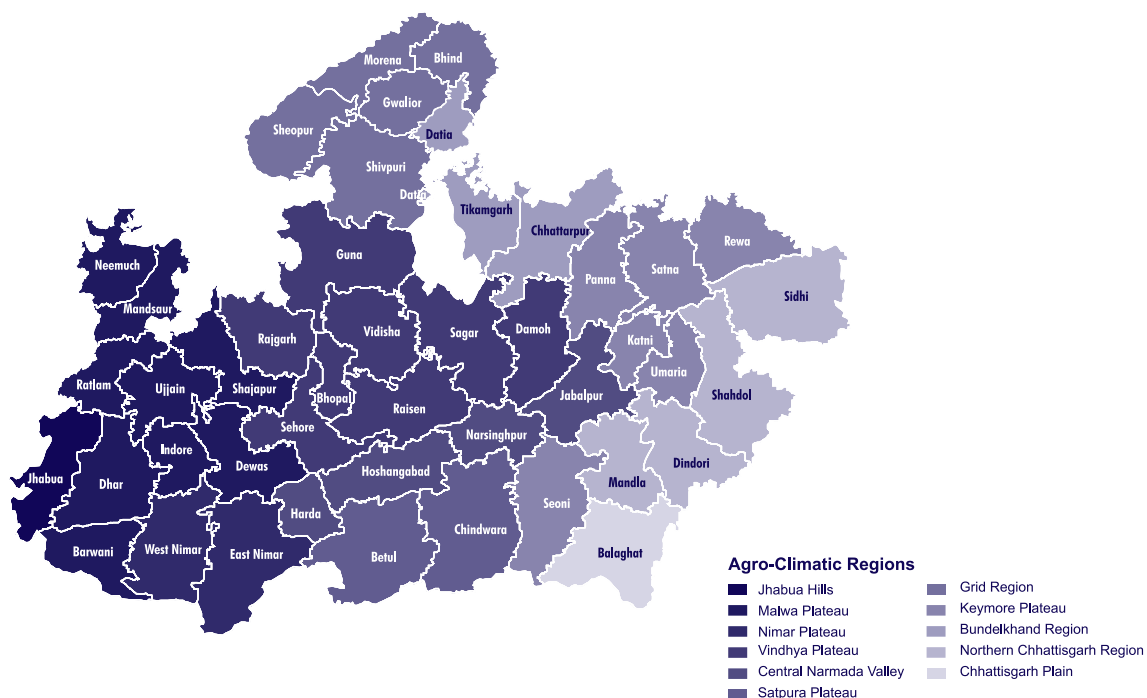 Morena
Bhind
Gwalior
Sheopur
Datia
Shivpuri
Datia
Tikamgarh
Chhattarpur
Rewa
Guna
Neemuch
Panna
Satna
Sidhi
Mandsaur
Rajgarh
Vidisha
Sagar
Damoh
Katni
Umaria
Ratlam
Ujjain
Shajapur
Bhopal
Raisen
Jabalpur
Shahdol
Sehore
Narsinghpur
Indore
Dewas
Hoshangabad
Dindori
Jhabua
Dhar
Mandla
Harda
Seoni
Chindwara
Barwani
West Nimar
East Nimar
Betul
Balaghat
Agro-Climatic Regions
Jhabua Hills
Malwa Plateau
Nimar Plateau
Vindhya Plateau
Central Narmada Valley
Satpura Plateau
Grid Region
Keymore Plateau
Bundelkhand Region
Northern Chhattisgarh Region
Chhattisgarh Plain